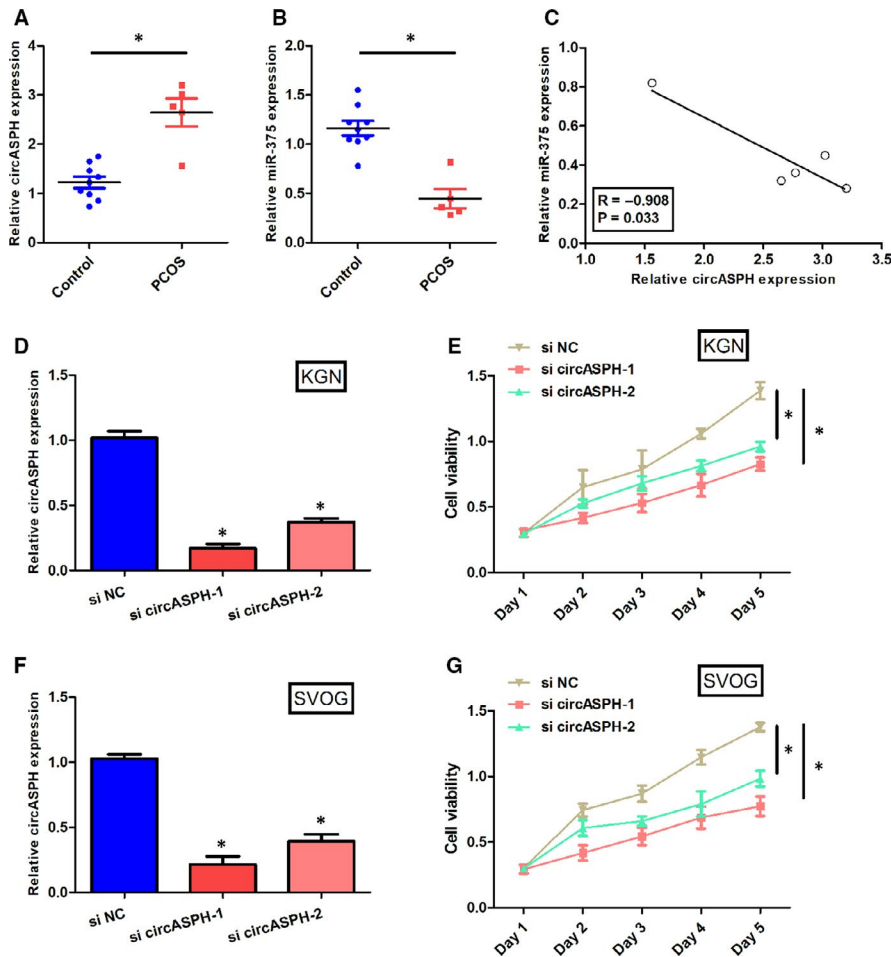 A
Relative circASPH expression
4
3
2
1
0
*
Control
PCOS
B
Relative miR-375 expression
2.0
1.5
1.0
0.5
0.0
*
Control
PCOS
C
Relative miR-375 expression
1.0
0.8
0.6
0.4
0.2
0.0
R = −0.908
P = 0.033
1.0 1.5 2.0 2.5 3.0 3.5
Relative circASPH expression
D
KGN
Relative circASPH expression
1.5
1.0
0.5
0.0
*
*
si NC
si circASPH-1
si circASPH-2
E
KGN
si NC
si circASPH-1
si circASPH-2
Cell viability
1.5
1.0
0.5
0.0
*
*
Day 1
Day 2
Day 3
Day 4
Day 5
F
SVOG
Relative circASPH expression
1.5
1.0
0.5
0.0
*
*
si NC
si circASPH-1
si circASPH-2
G
SVOG
si NC
si circASPH-1
si circASPH-2
Cell viability
1.5
1.0
0.5
0.0
*
*
Day 1
Day 2
Day 3
Day 4
Day 5